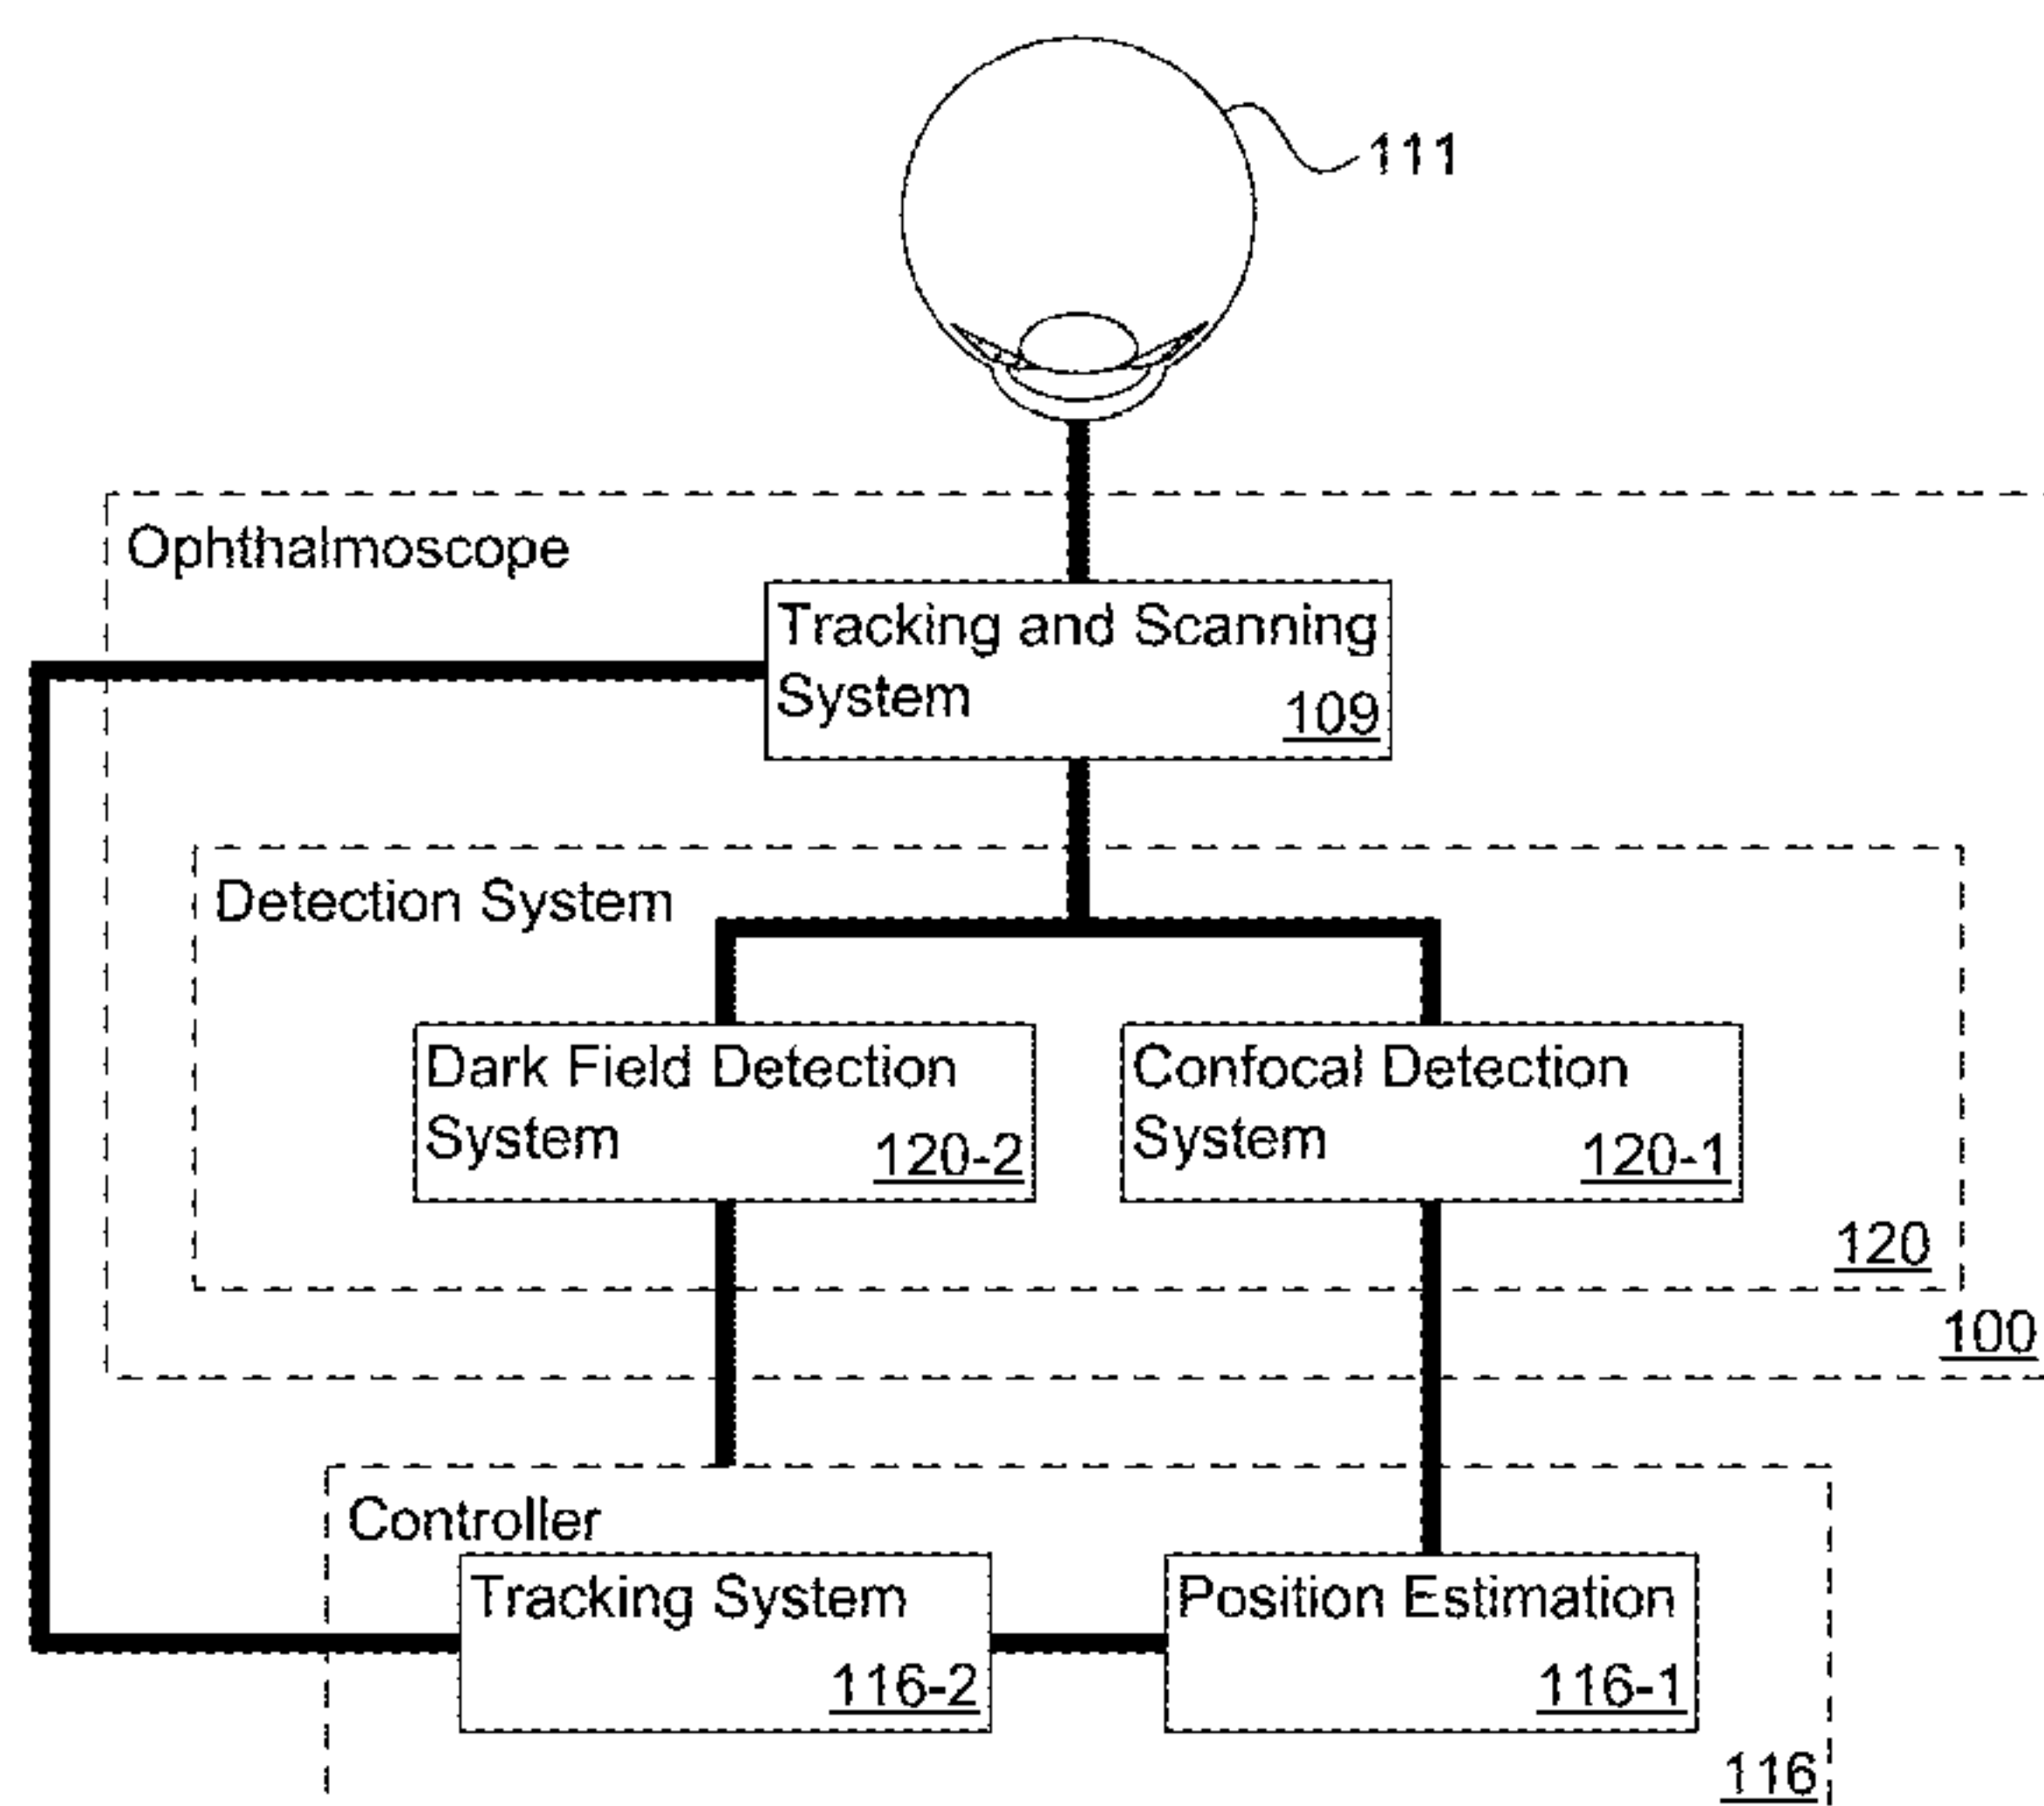 111
Ophthalmoscope
Tracking and Scanning
System 109
Detection System
Dark Field Detection
System 120-2
Confocal Detection
System 120-1
120
100
Controller
Tracking System
116-2
Position Estimation
116-1
116